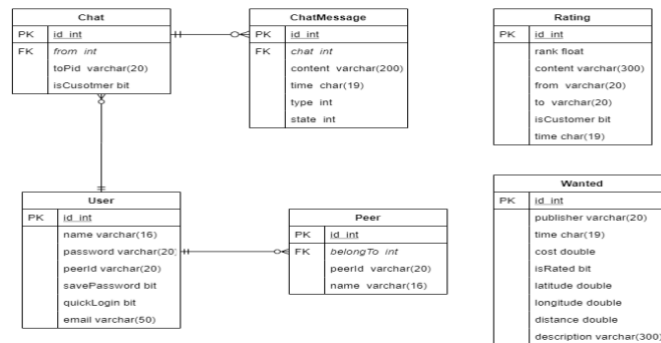 Chat
PK id int
FK from int
toPid varchar(20)
isCusotmer bit
ChatMessage
PK id int
FK chat int
content varchar(200)
time char(19)
type int
state int
Rating
PK id int
rank float
content varchar(300)
from varchar(20)
to varchar(20)
isCustomer bit
time char(19)
User
PK id int
name varchar(16)
password varchar(20)
peerId varchar(20)
savePassword bit
quickLogin bit
email varchar(50)
Peer
PK id int
FK belongTo int
peerId varchar(20)
name varchar(16)
Wanted
PK id int
publisher varchar(20)
time char(19)
cost double
isRated bit
latitude double
longitude double
distance double
description varchar(300)